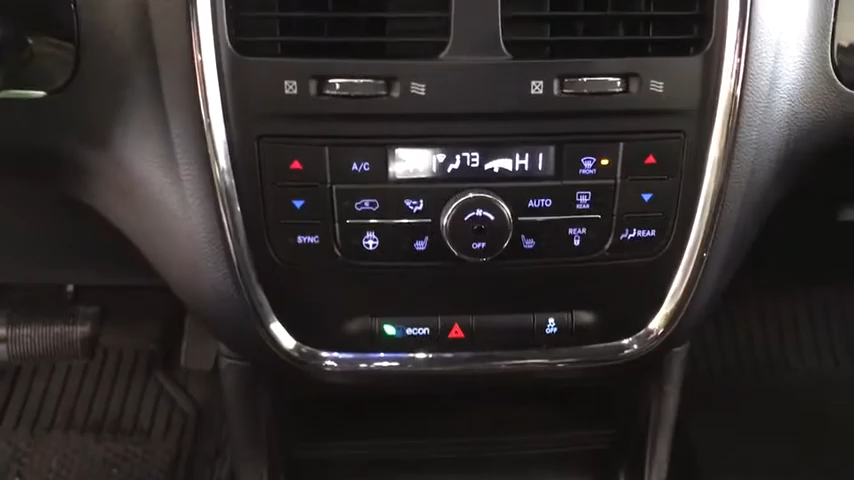 A/C 73 HI FRONT
AUTO REAR
SYNC OFF REAR REAR
econ OFF